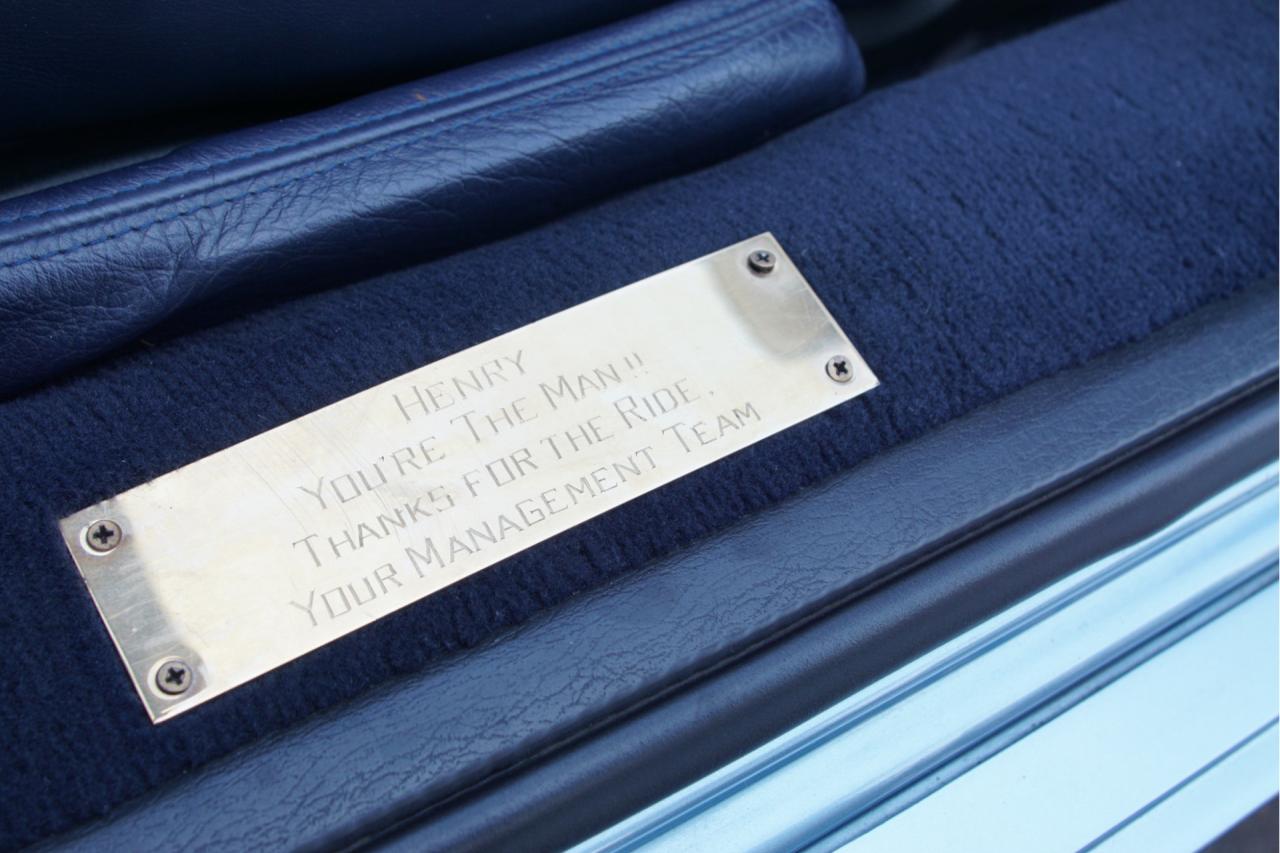 HENRY
YOU'RE THE MAN!!
THANKS FOR THE RIDE.
YOUR MANAGEMENT TEAM